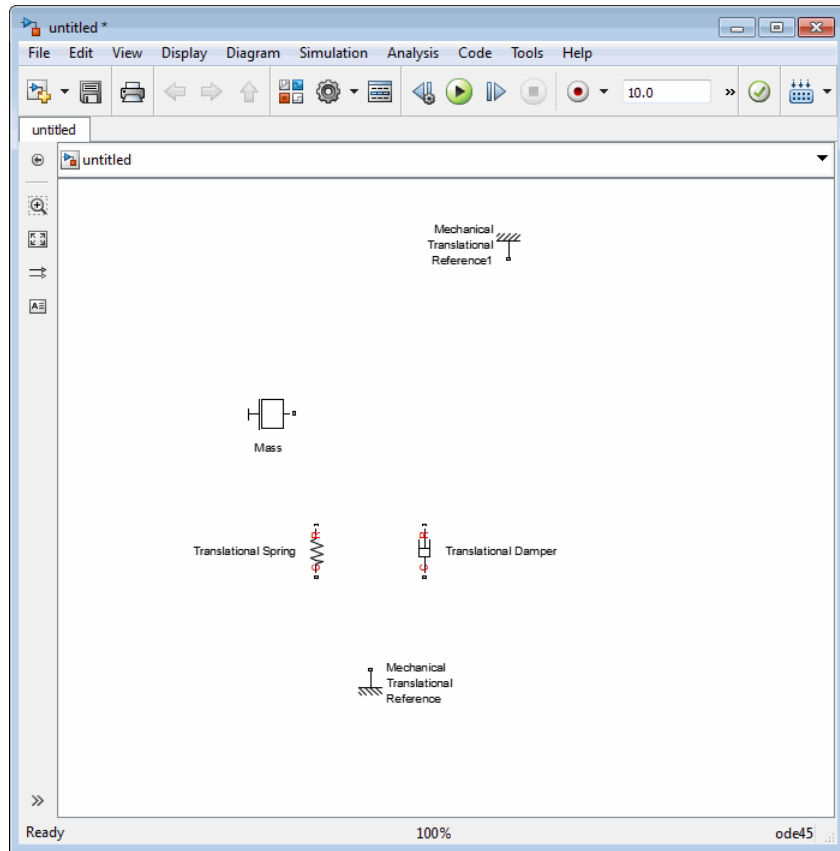 untitled *
File Edit View Display Diagram Simulation Analysis Code Tools Help
10.0 »
untitled
untitled
Mechanical
Translational
Reference1
Mass
R
R
Translational Spring
Translational Damper
C
C
Mechanical
Translational
Reference
»
Ready 100% ode45